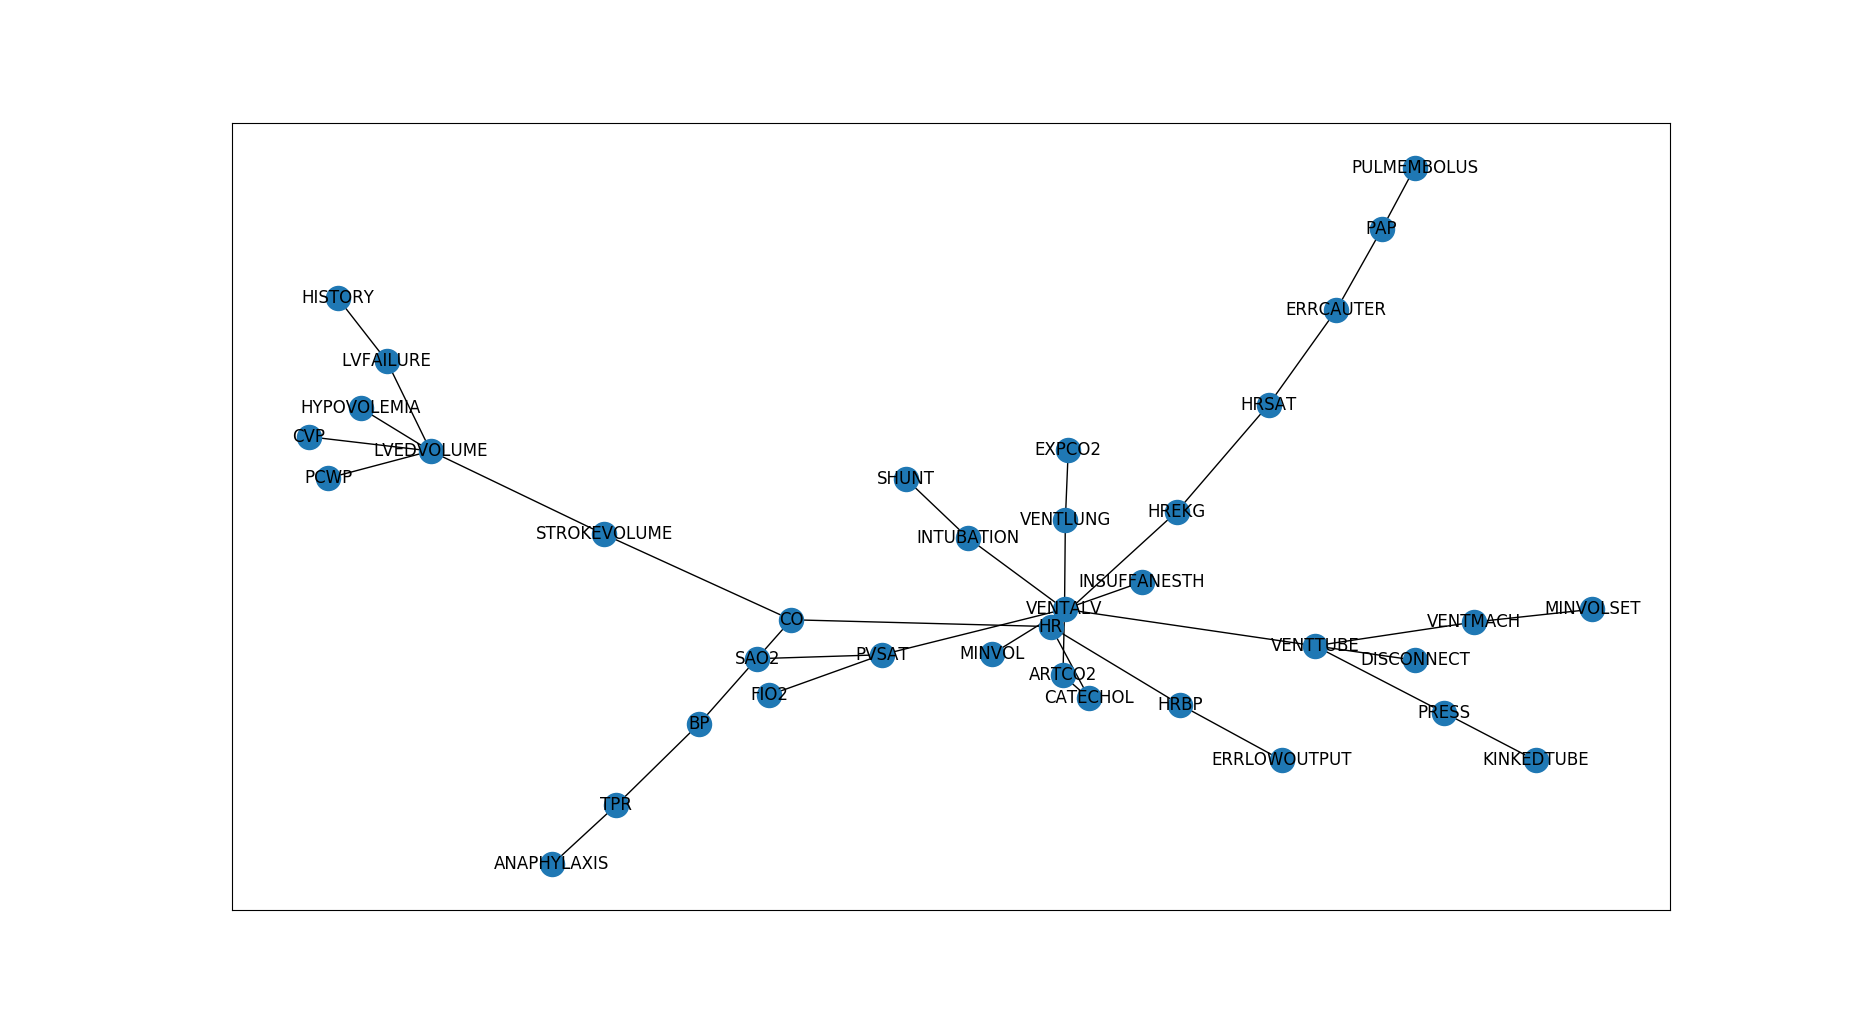 PULMEMBOLUS
PAP
HISTORY
ERRCAUTER
LVFAILURE
HRSAT
HYPOVOLEMIA
CVP
LVEDVOLUME
EXPCO2
PCWP
SHUNT
HREKG
VENTLUNG
STROKEVOLUME
INTUBATION
INSUFFANESTH
VENTALV
MINVOLSET
CO
VENTMACH
HR
VENTTUBE
SAO2
PVSAT
MINVOL
DISCONNECT
ARTCO2
FIO2
CATECHOL
HRBP
PRESS
BP
ERRLOWOUTPUT
KINKEDTUBE
TPR
ANAPHYLAXIS